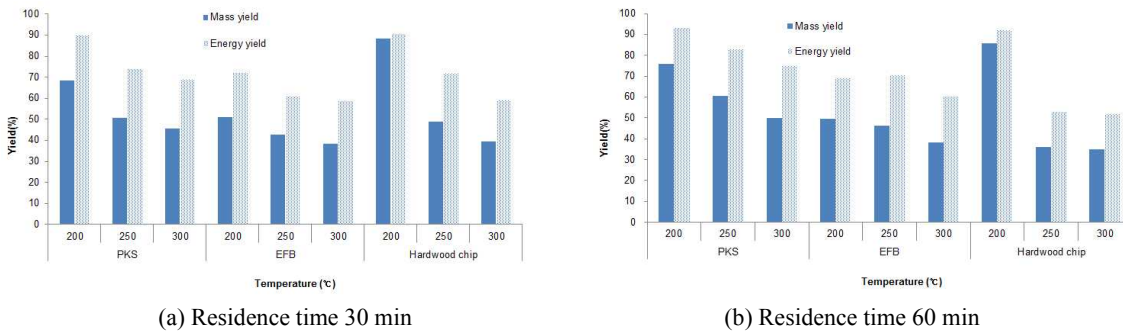 100
90
80
70
60
50
40
30
20
10
0
Yield(%)
Mass yield
Energy yield
200 250 300 200 250 300 200 250 300
PKS EFB Hardwood chip
Temperature (℃)
(a) Residence time 30 min
100
90
80
70
60
50
40
30
20
10
0
Yield(%)
Mass yield
Energy yield
200 250 300 200 250 300 200 250 300
PKS EFB Hardwood chip
Temperature (℃)
(b) Residence time 60 min